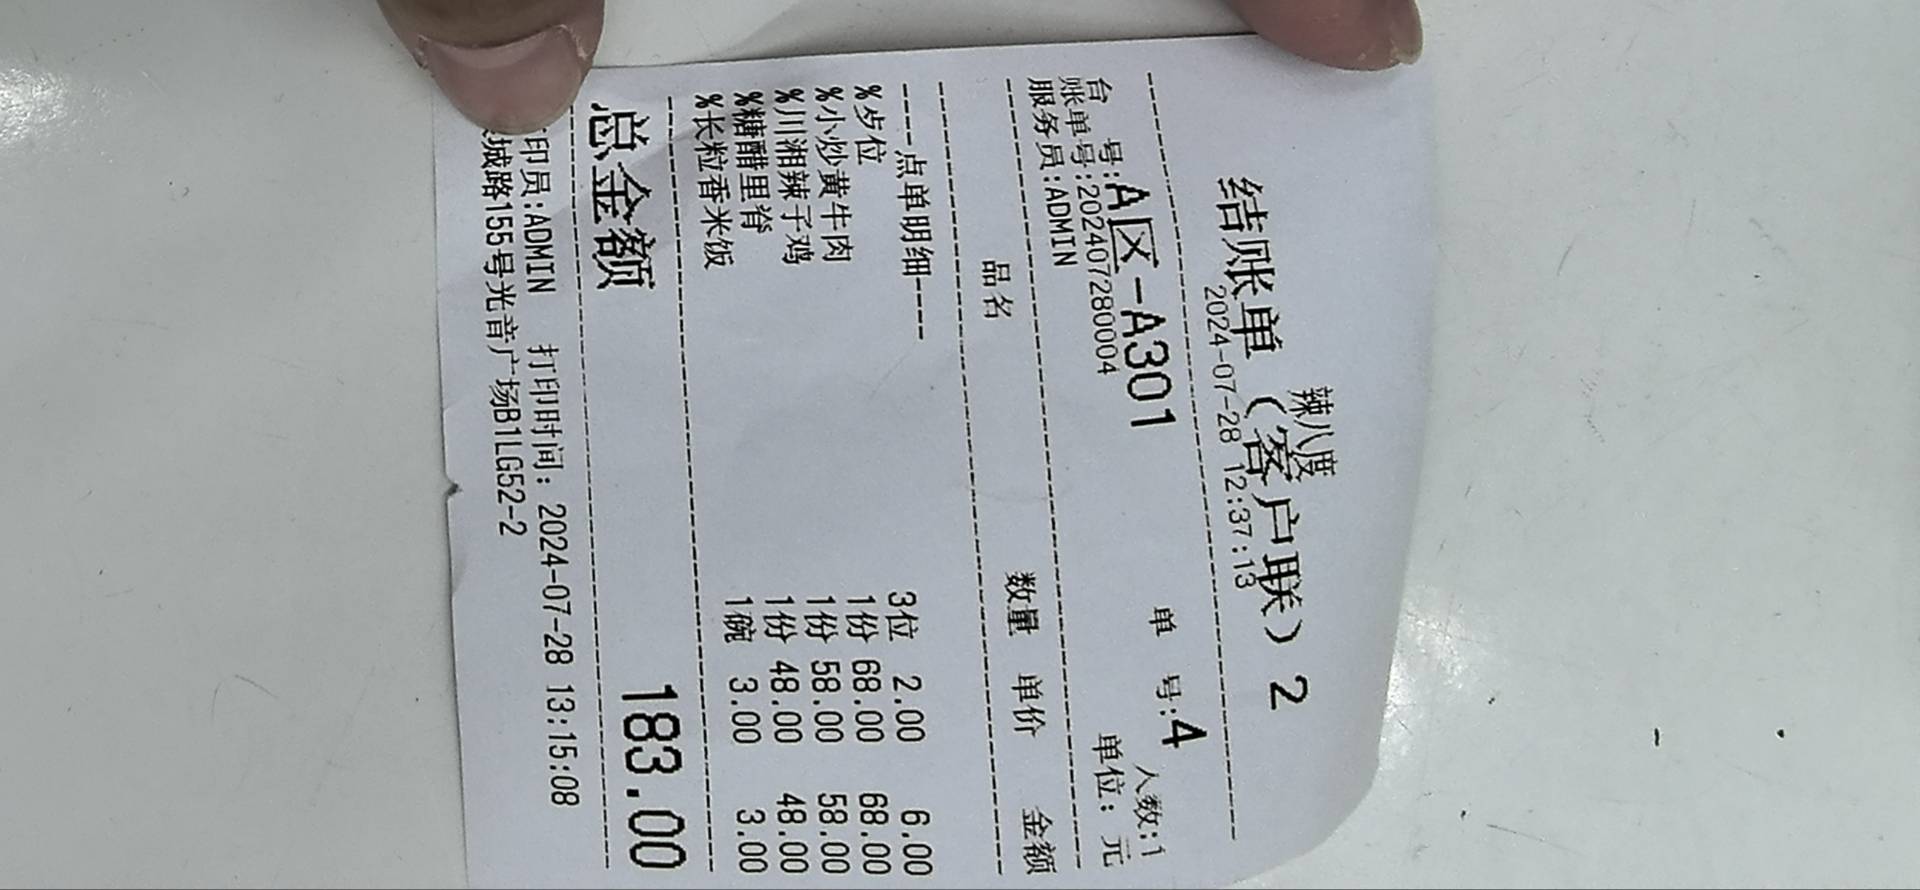 辣八度
结账单（客户联）2
2024-07-28 12:37:13
台 号:A区-A301 单 号:4
账单号:202407280004 人数:1
服务员:ADMIN 单位: 元
品名 数量 单价 金额
----点单明细----
%歺位 3位 2.00 6.00
%小炒黄牛肉 1份 68.00 68.00
%川湘辣子鸡 1份 58.00 58.00
%糖醋里脊 1份 48.00 48.00
%长粒香米饭 1碗 3.00 3.00
总金额 183.00
印员:ADMIN 打印时间: 2024-07-28 13:15:08
城路155号光音广场B1LG52-2